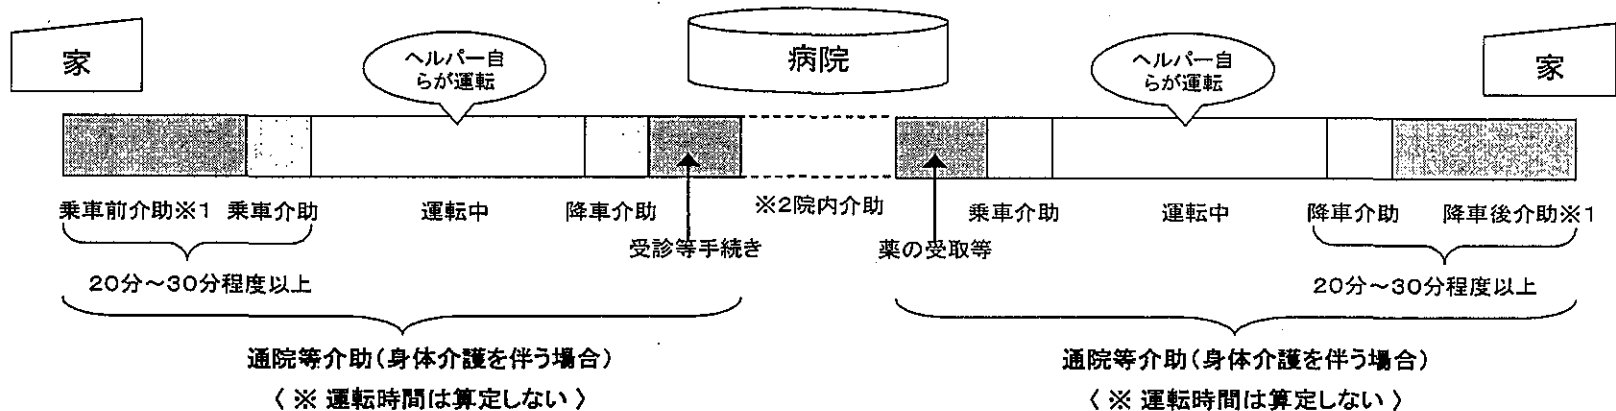 家
ヘルパー自
らが運転
病院
ヘルパー自
らが運転
家
乗車前介助※1 乗車介助 運転中 降車介助 ※2院内介助 乗車介助 運転中 降車介助 降車後介助※1
受診等手続き 薬の受取等
20分～30分程度以上 20分～30分程度以上
通院等介助(身体介護を伴う場合) 通院等介助(身体介護を伴う場合)
〈 ※ 運転時間は算定しない 〉 〈 ※ 運転時間は算定しない 〉